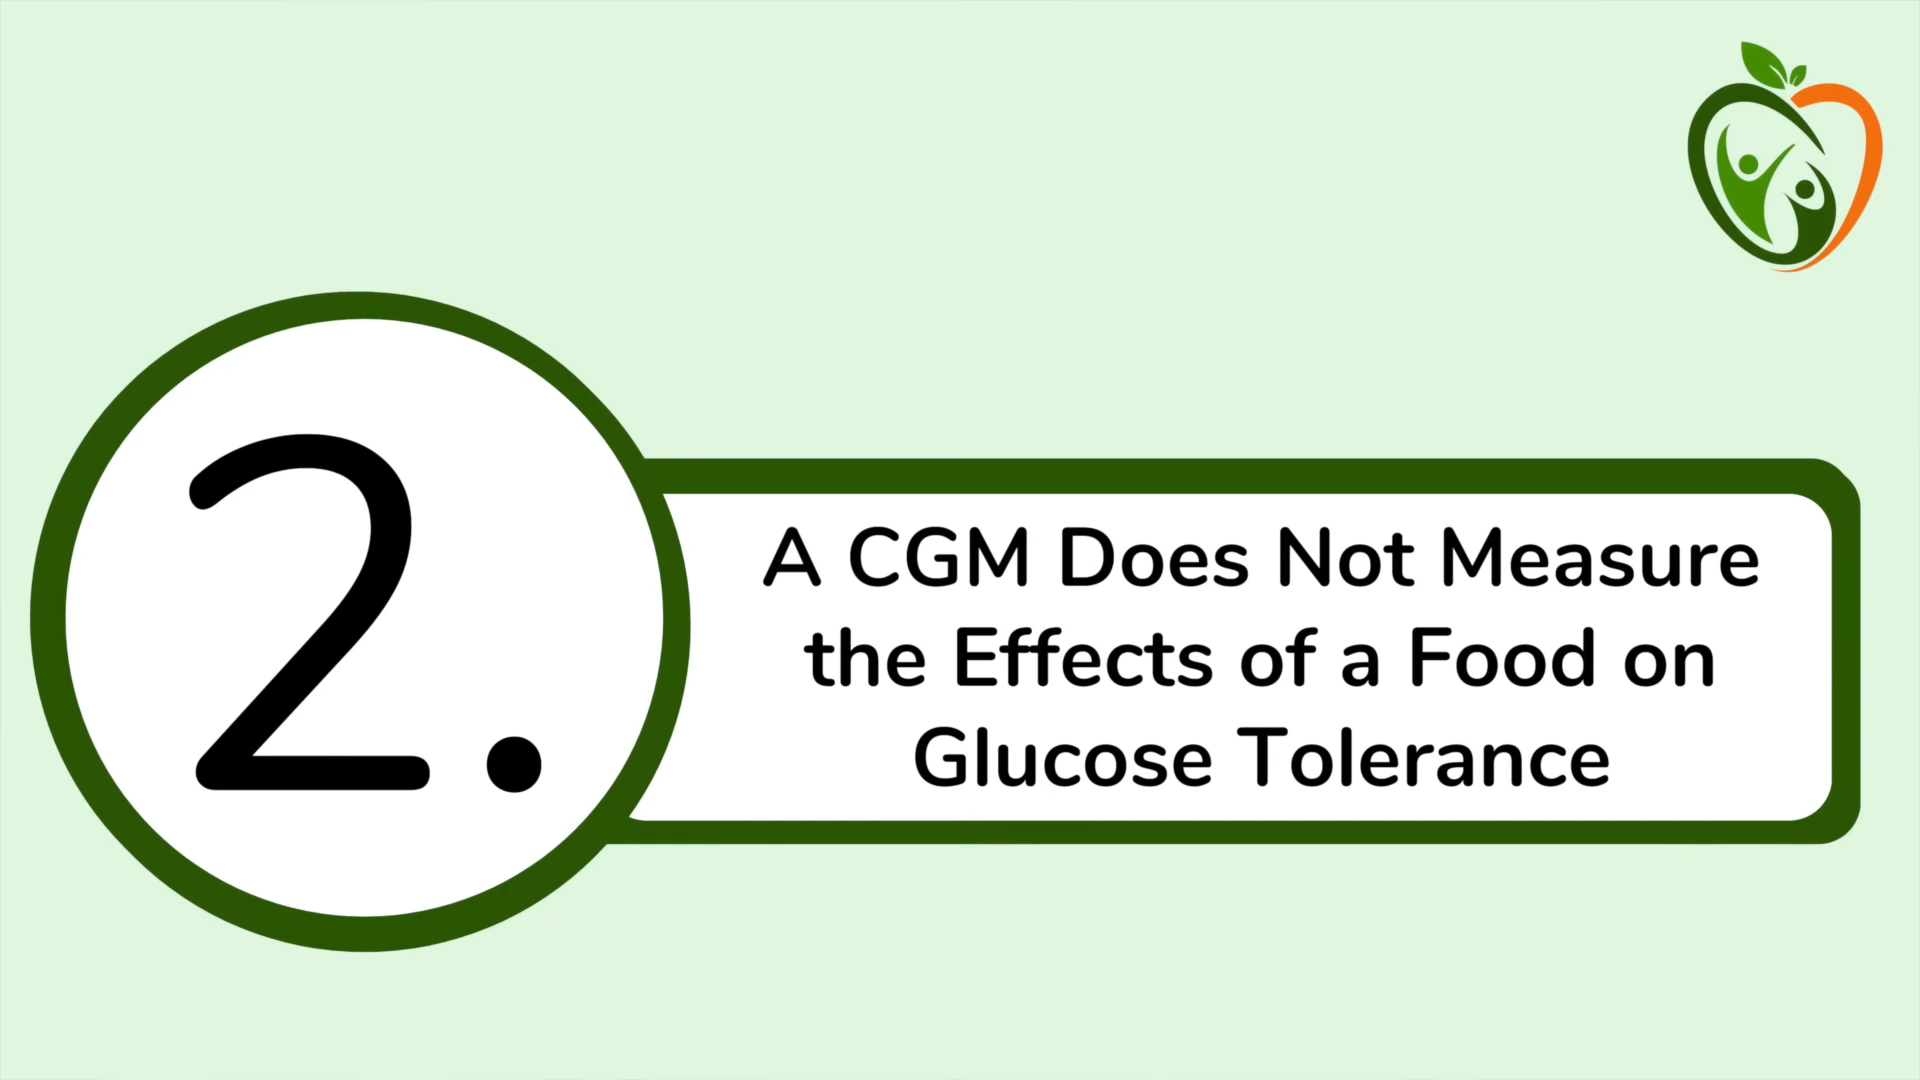 2.
A CGM Does Not Measure
the Effects of a Food on
Glucose Tolerance